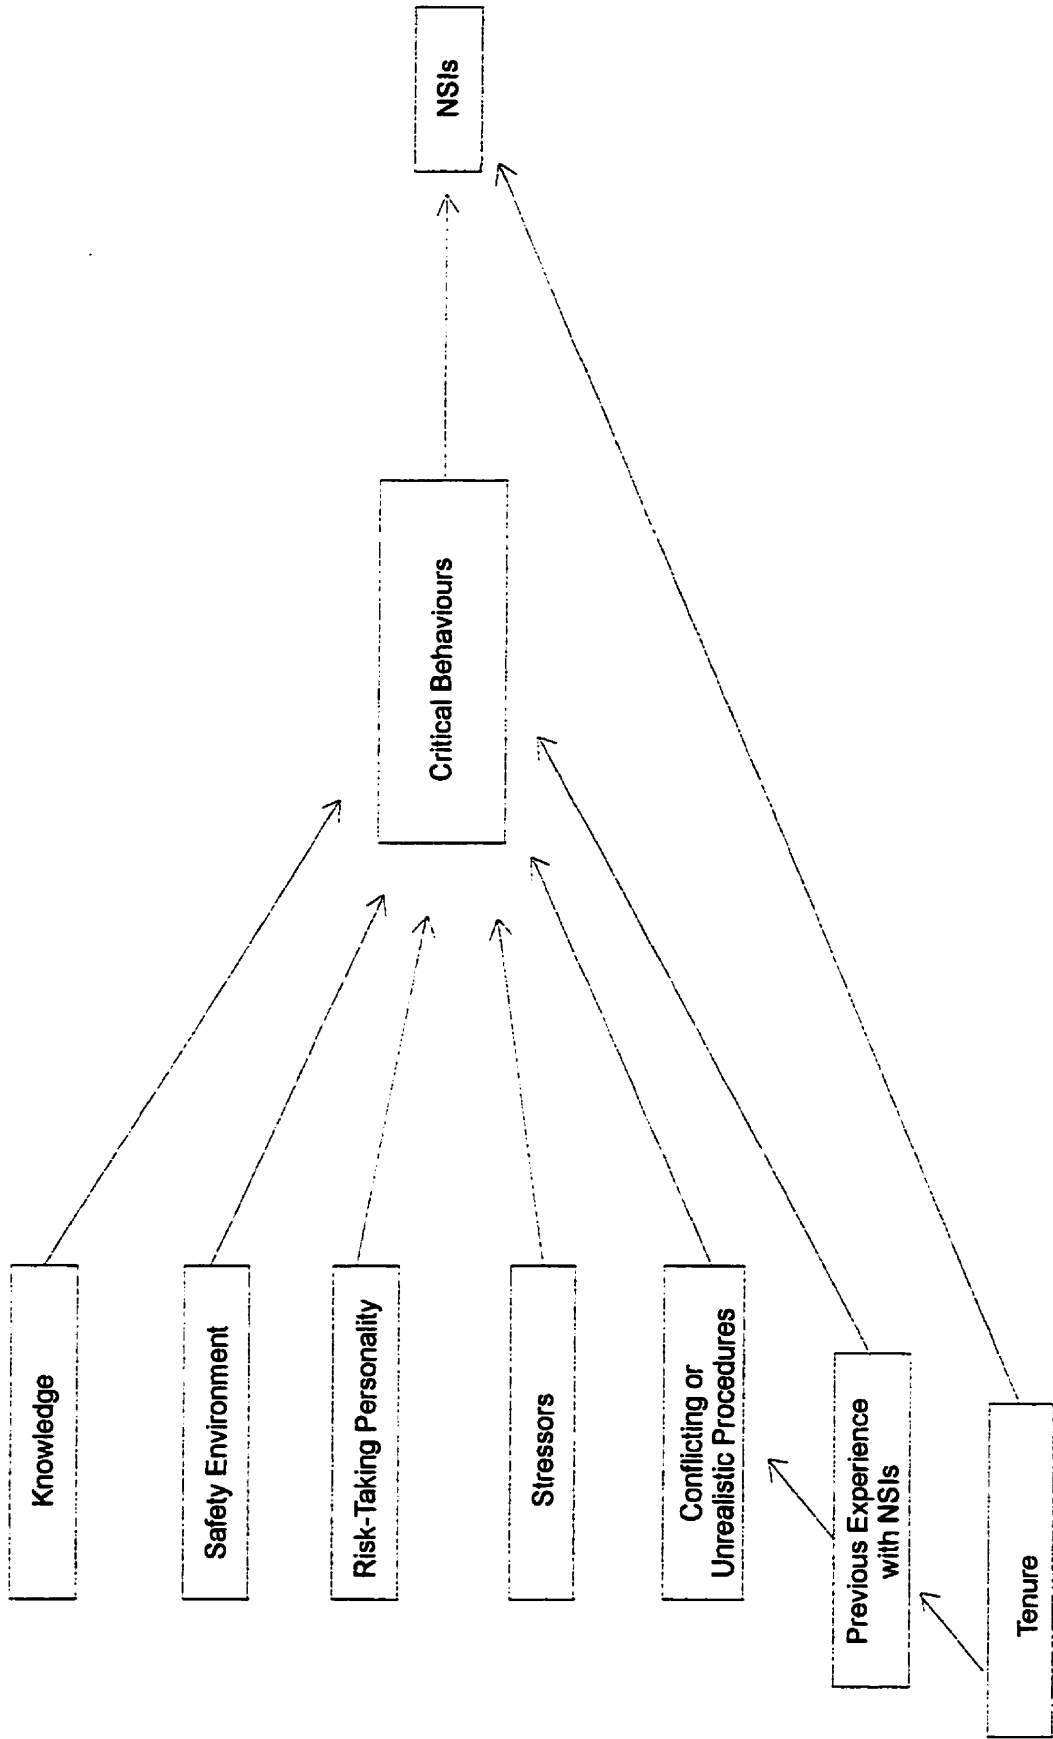 Knowledge
Safety Environment
Risk-Taking Personality
Stressors
Conflicting or
Unrealistic Procedures
Previous Experience
with NSIs
Tenure
Critical Behaviours
NSIs